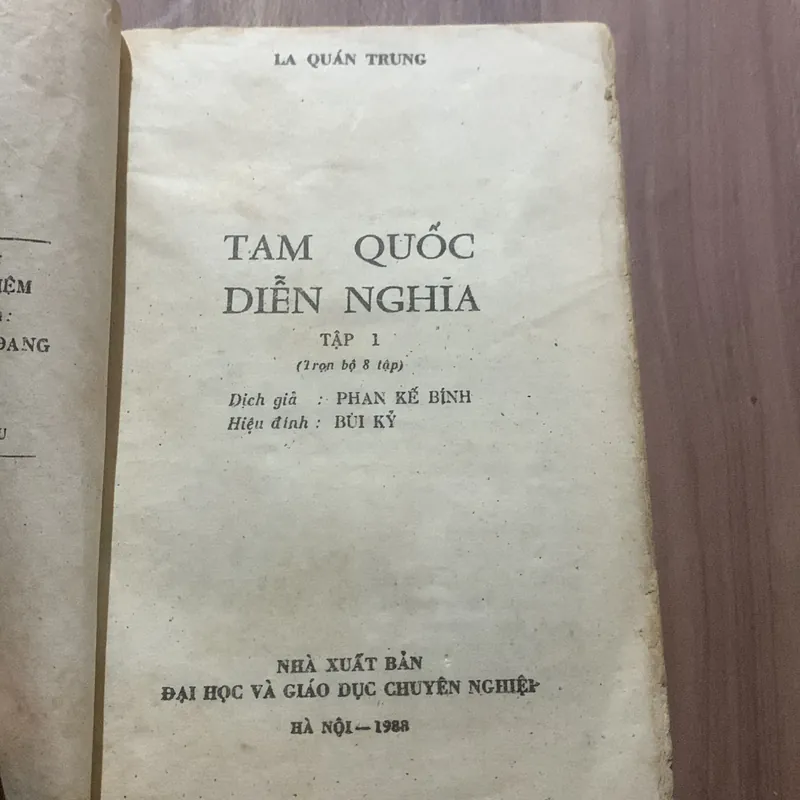 LA QUÁN TRUNG
TAM QUỐC
DIỄN NGHĨA
TẬP 1
(Trọn bộ 8 tập)
Dịch giả : PHAN KẾ BÍNH
Hiệu đính : BÙI KỶ
NHÀ XUẤT BẢN
ĐẠI HỌC VÀ GIÁO DỤC CHUYÊN NGHIỆP
HÀ NỘI — 1988
ĐANG